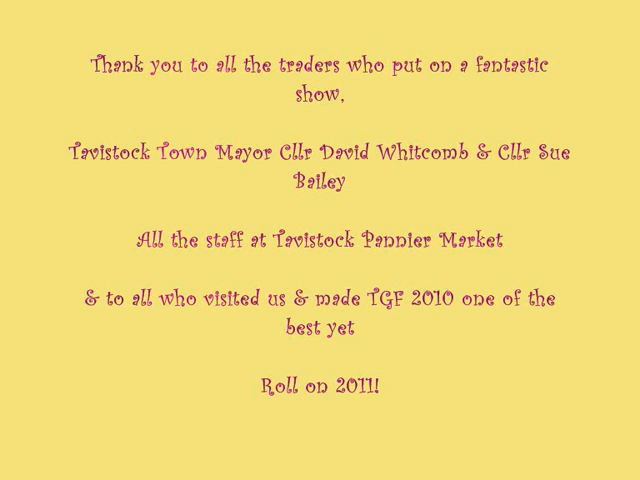 Thank you to all the traders who put on a fantastic
show,
Tavistock Town Mayor Cllr David Whitcomb & Cllr Sue
Bailey
All the staff at Tavistock Pannier Market
& to all who visited us & made TGF 2010 one of the
best yet
Roll on 2011!